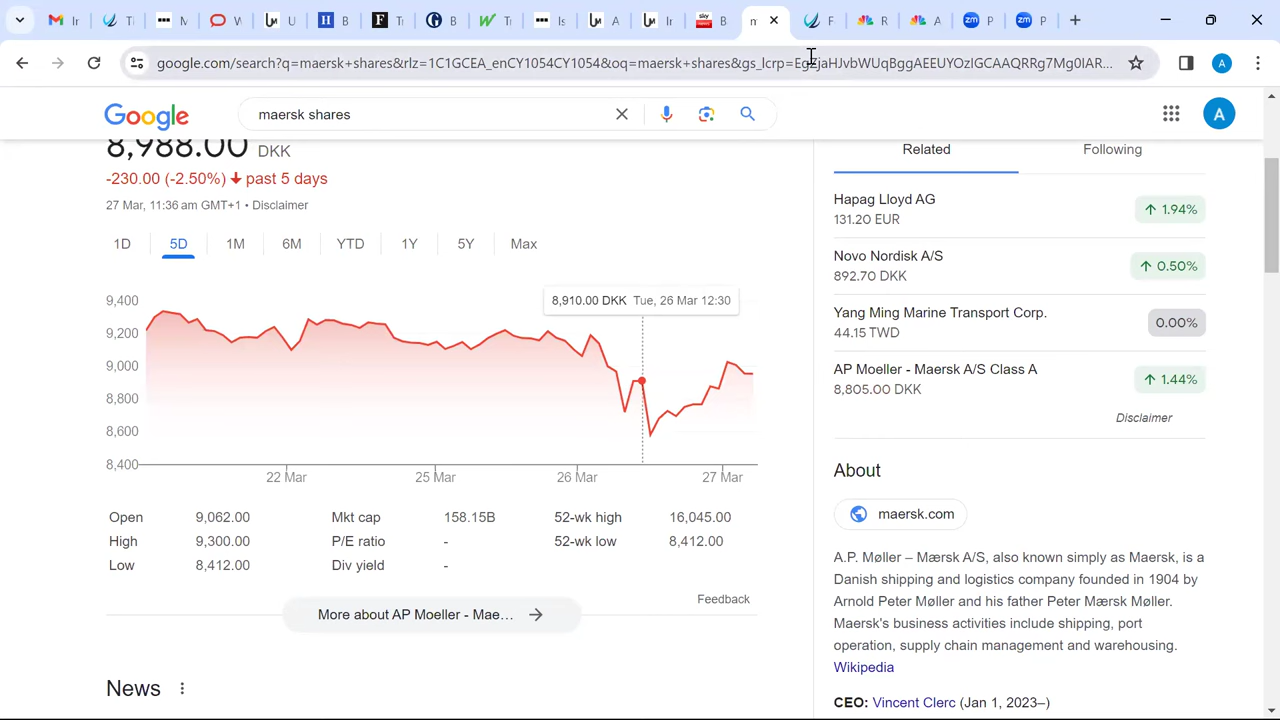 In
T
M
W
U
B
T
B
T
Is
A
In
sky news
B
m
F
R
A
zm
P
zm
P
google.com/search?q=maersk+shares&rlz=1C1GCEA_enCY1054CY1054&oq=maersk+shares&gs_lcrp=
A
Google
maersk shares
A
8,988.00 DKK
-230.00 (-2.50%) past 5 days
27 Mar, 11:36 am GMT+1 • Disclaimer
1D 5D 1M 6M YTD 1Y 5Y Max
8,910.00 DKK Tue, 26 Mar 12:30
9,400
9,200
9,000
8,800
8,600
8,400
22 Mar 25 Mar 26 Mar 27 Mar
Open 9,062.00 Mkt cap 158.15B 52-wk high 16,045.00
High 9,300.00 P/E ratio - 52-wk low 8,412.00
Low 8,412.00 Div yield -
Feedback
More about AP Moeller - Mae...
News
Related Following
Hapag Lloyd AG
131.20 EUR
1.94%
Novo Nordisk A/S
892.70 DKK
0.50%
Yang Ming Marine Transport Corp.
44.15 TWD
0.00%
AP Moeller - Maersk A/S Class A
8,805.00 DKK
1.44%
Disclaimer
About
maersk.com
A.P. Møller – Mærsk A/S, also known simply as Maersk, is a
Danish shipping and logistics company founded in 1904 by
Arnold Peter Møller and his father Peter Mærsk Møller.
Maersk's business activities include shipping, port
operation, supply chain management and warehousing.
Wikipedia
CEO: Vincent Clerc (Jan 1, 2023–)